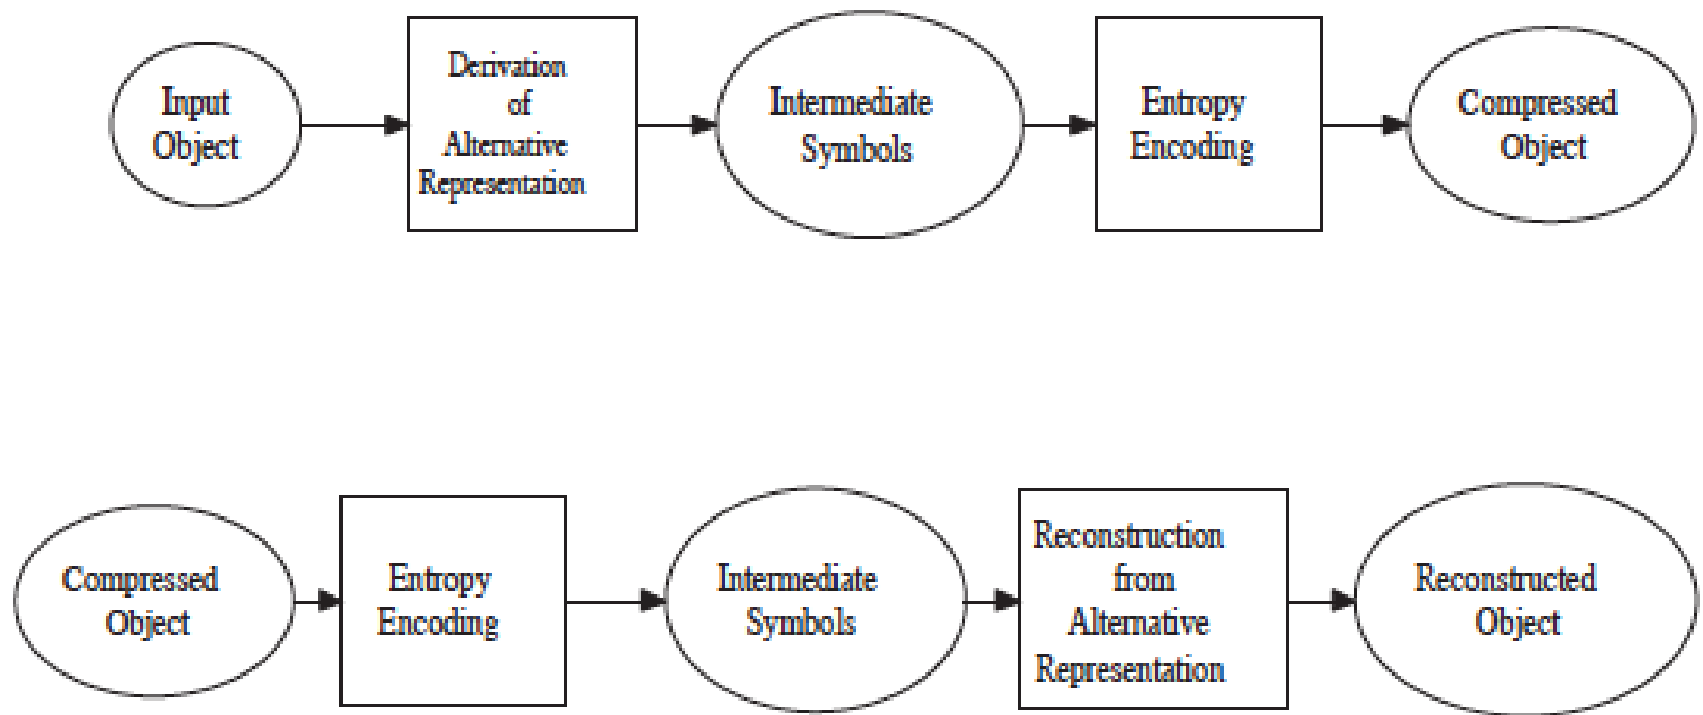 Input
Object
Derivation
of
Alternative
Representation
Intermediate
Symbols
Entropy
Encoding
Compressed
Object
Compressed
Object
Entropy
Encoding
Intermediate
Symbols
Reconstruction
from
Alternative
Representation
Reconstructed
Object